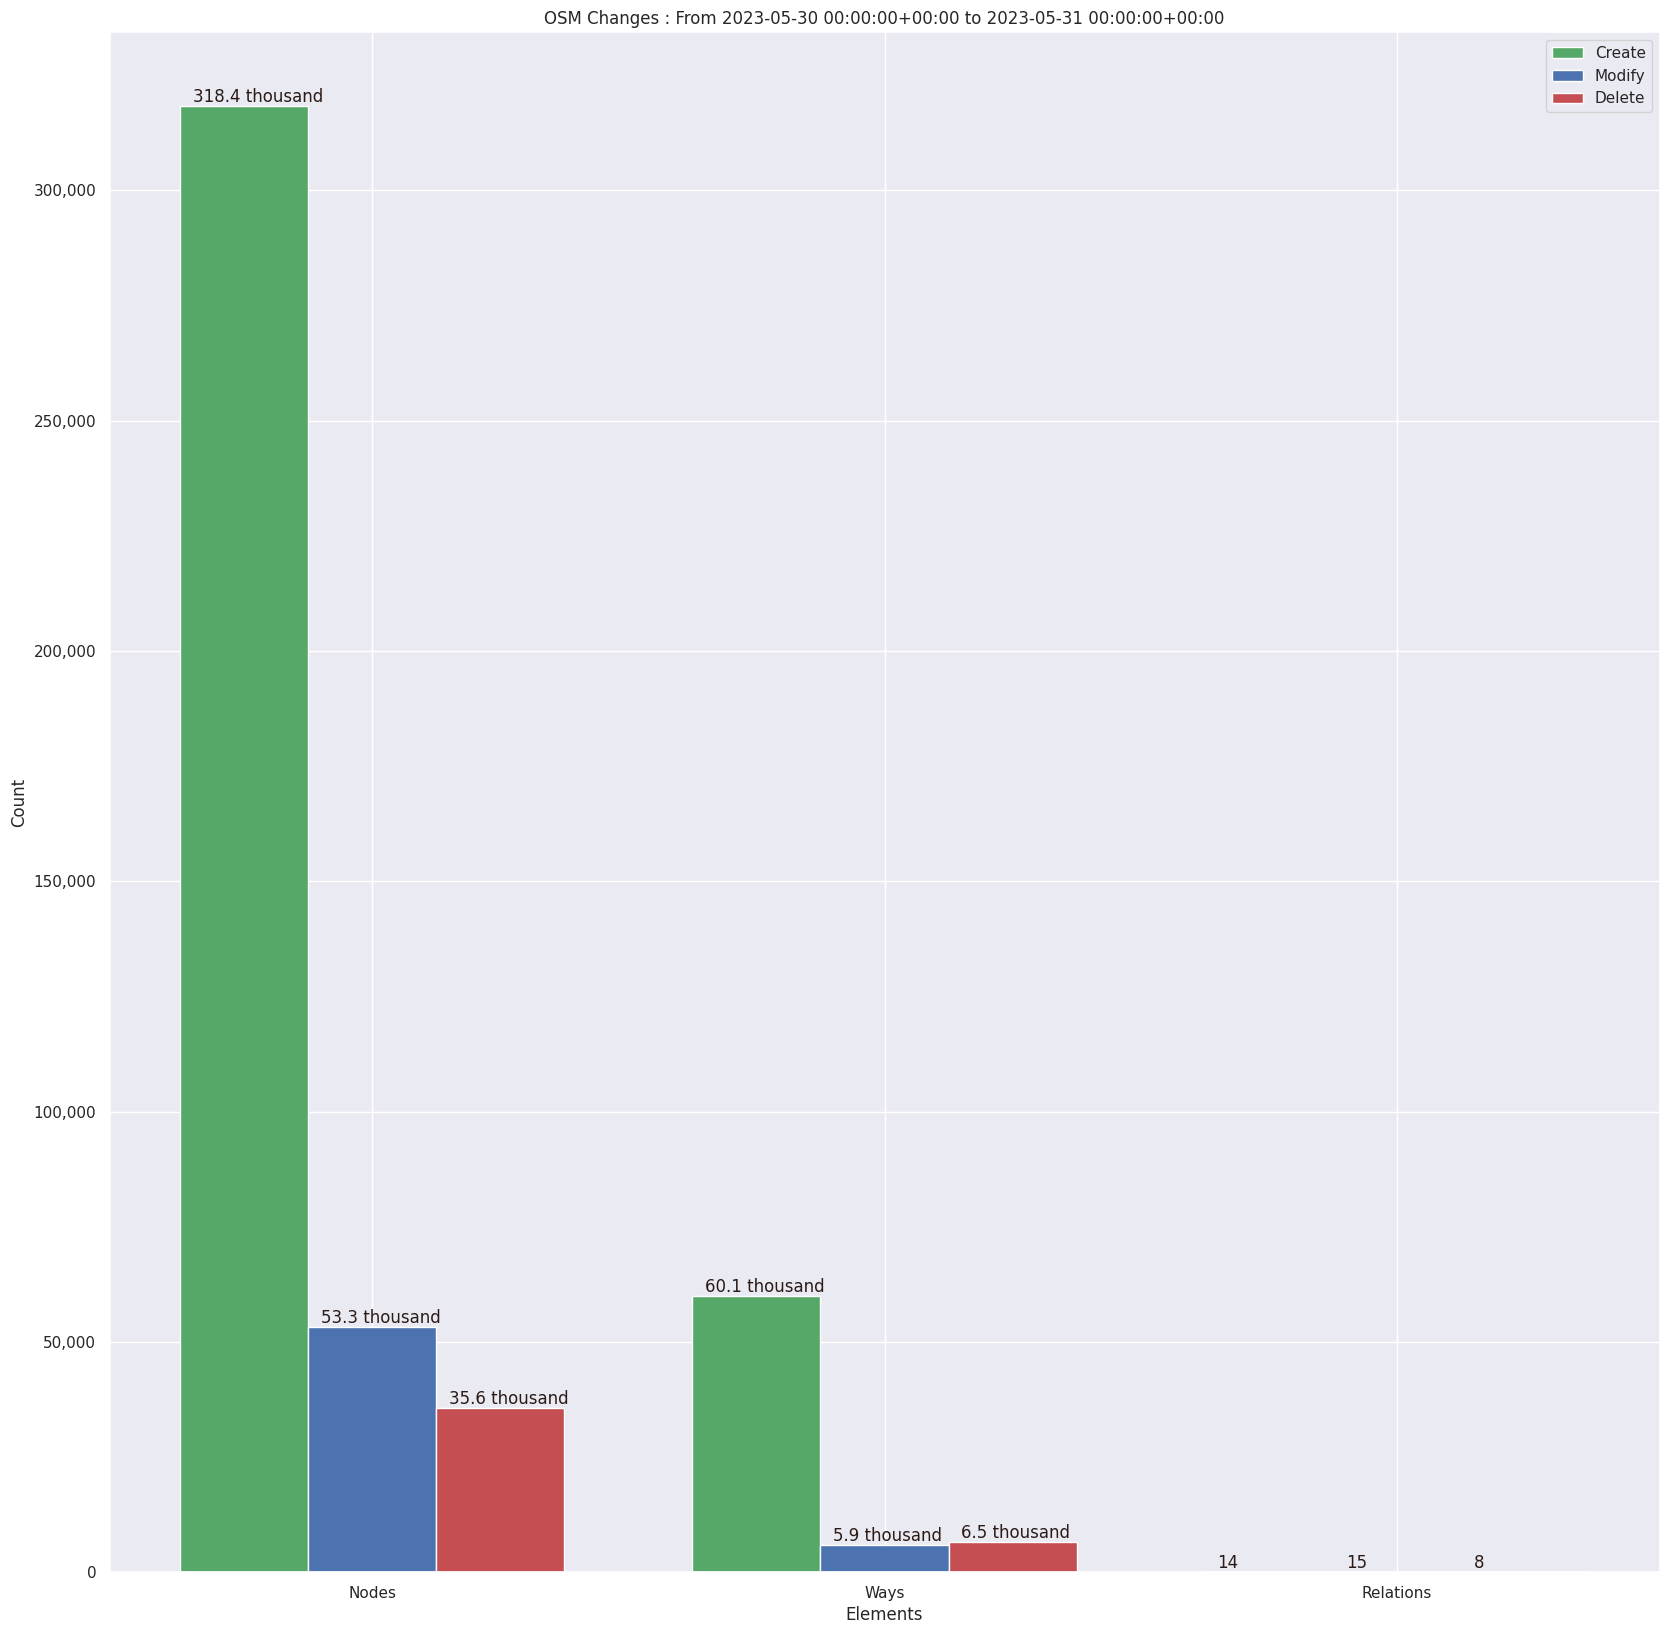 OSM Changes : From 2023-05-30 00:00:00+00:00 to 2023-05-31 00:00:00+00:00
Create
Modify
Delete
318.4 thousand
300,000
250,000
200,000
150,000
100,000
50,000
0
Count
53.3 thousand
35.6 thousand
60.1 thousand
5.9 thousand
6.5 thousand
14
15
8
Nodes
Ways
Relations
Elements